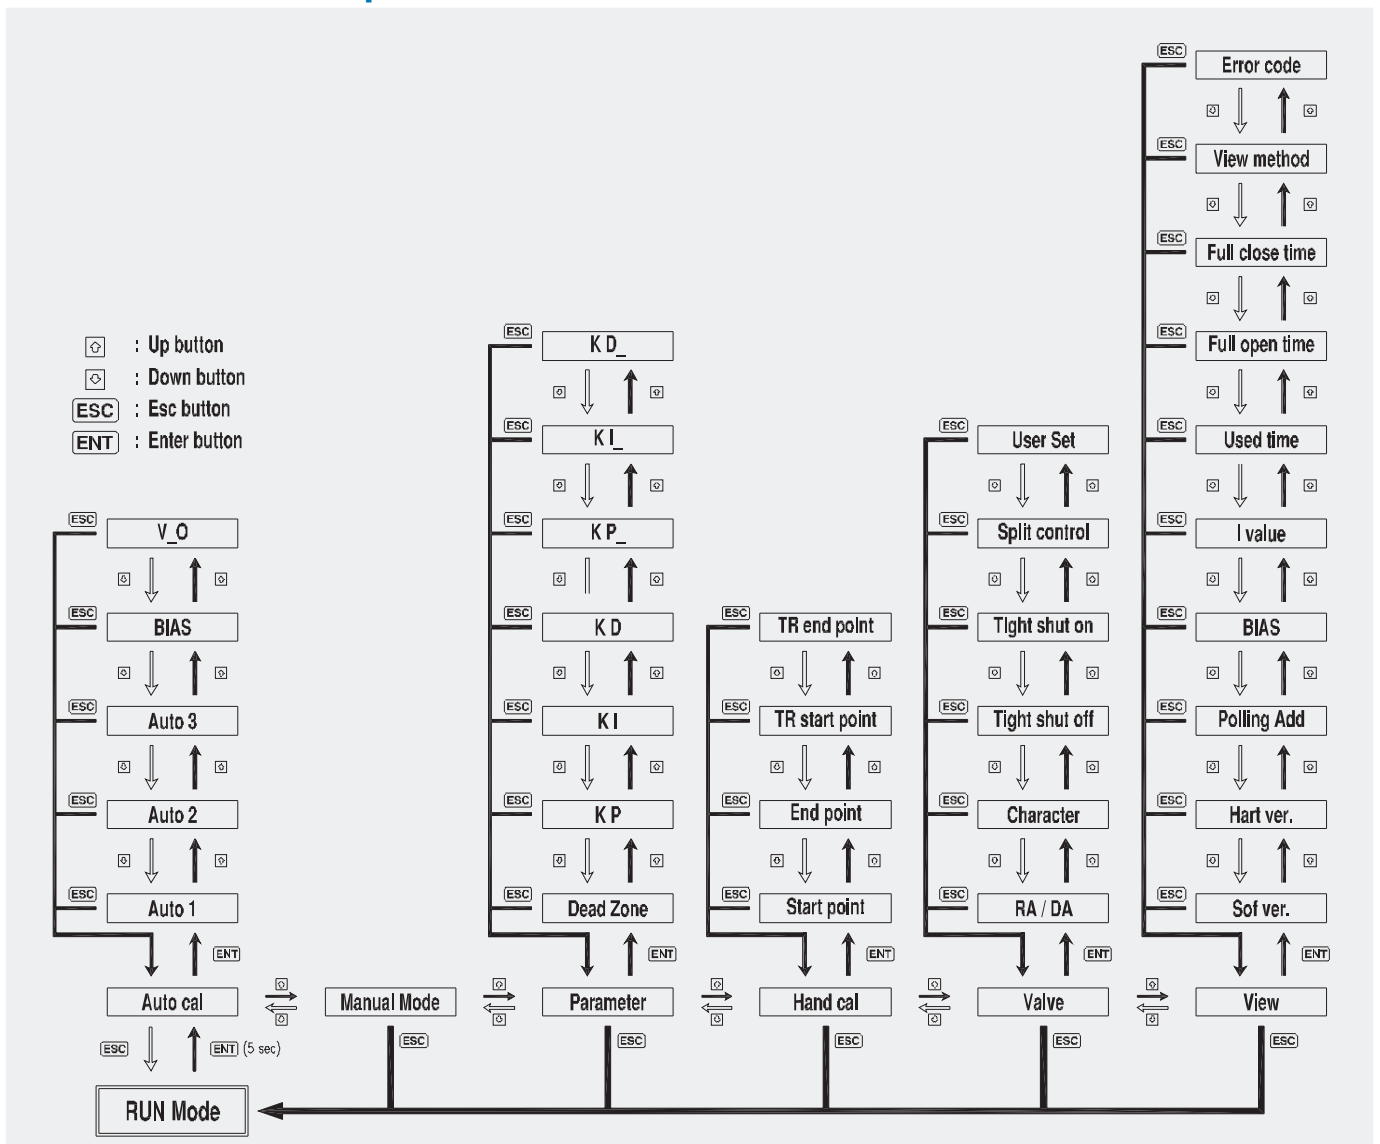 ESC Error code
ESC View method
ESC Full close time
ESC Full open time
ESC Used time
ESC I value
ESC BIAS
ESC Polling Add
ESC Hart ver.
ESC Sof ver.
ENT
: Up button
: Down button
ESC : Esc button
ENT : Enter button
ESC V_O
ESC BIAS
ESC Auto 3
ESC Auto 2
ESC Auto 1
ENT
ESC K D_
ESC K I_
ESC K P_
ESC K D
ESC K I
ESC K P
ESC Dead Zone
ENT
ESC TR end point
ESC TR start point
ESC End point
ESC Start point
ENT
ESC User Set
ESC Split control
ESC Tight shut on
ESC Tight shut off
ESC Character
ESC RA / DA
ENT
Auto cal Manual Mode Parameter Hand cal Valve View
ESC ENT (5 sec) ESC ESC ESC ESC ESC
RUN Mode